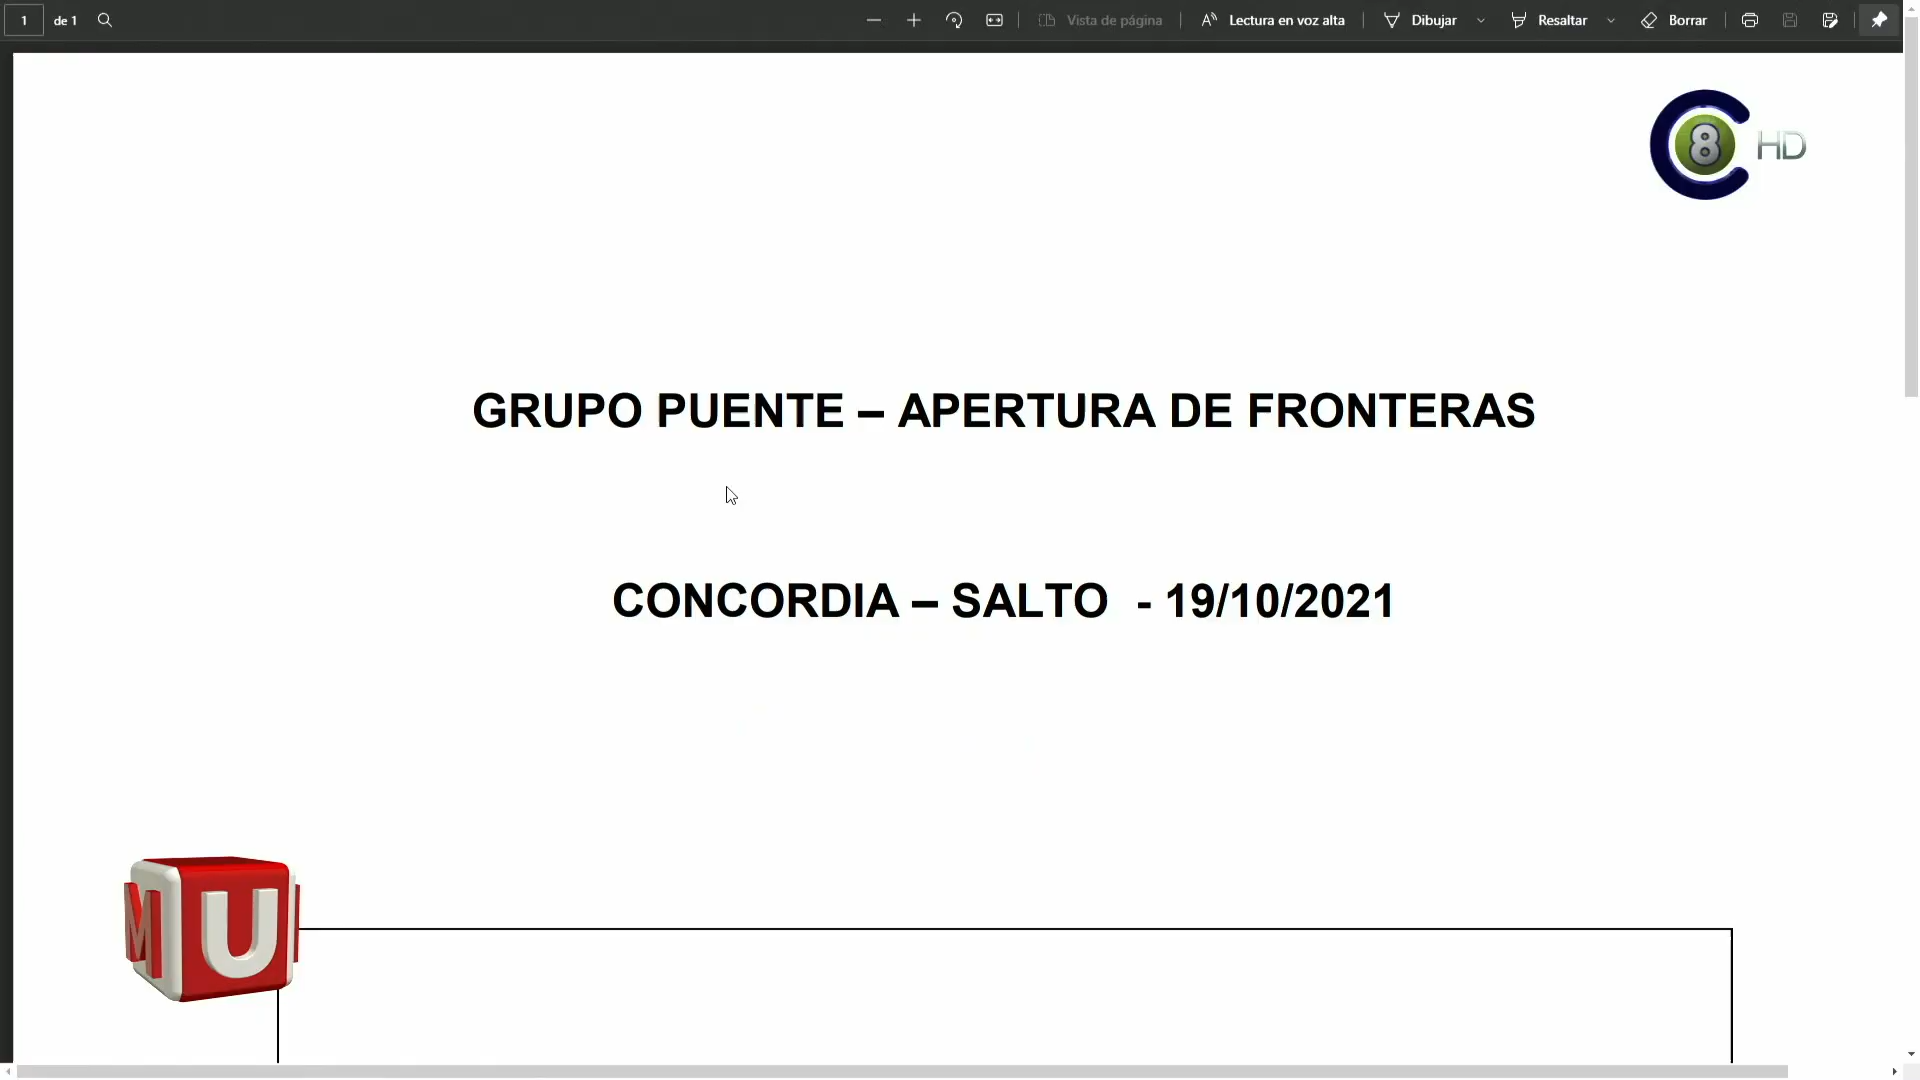 1 de 1 Vista de página Lectura en voz alta Dibujar Resaltar Borrar
8 HD
GRUPO PUENTE – APERTURA DE FRONTERAS
CONCORDIA – SALTO - 19/10/2021
M U